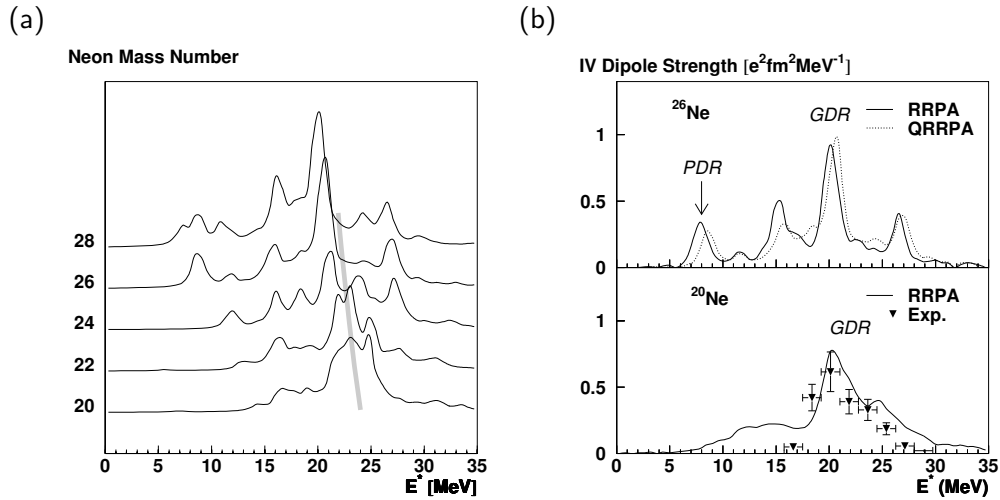 (a)
Neon Mass Number
28
26
24
22
20
0 5 10 15 20 25 30 35
E* [MeV]
(b)
IV Dipole Strength [e²fm²MeV⁻¹]
²⁶Ne
GDR
RRPA
QRRPA
PDR
1
0.5
0
²⁰Ne
GDR
RRPA
Exp.
1
0.5
0
0 5 10 15 20 25 30 35
E* (MeV)